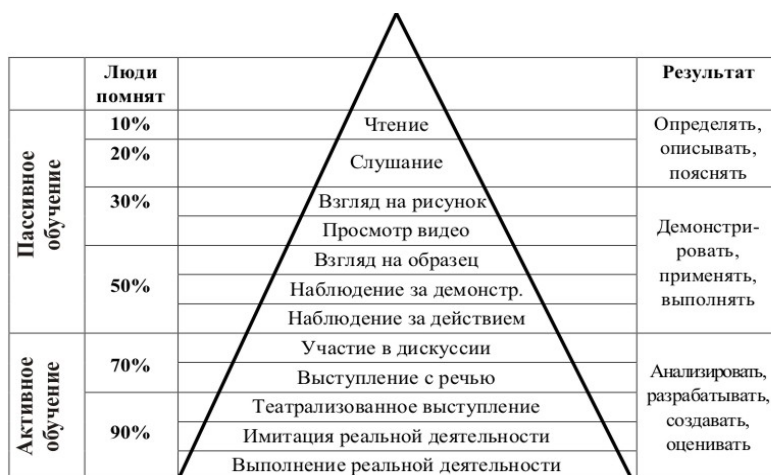 Люди
помнят
Результат
Пассивное
обучение
10%
Чтение
Определять,
описывать,
пояснять
20%
Слушание
30%
Взгляд на рисунок
Просмотр видео
Демонстри-
ровать,
применять,
выполнять
50%
Взгляд на образец
Наблюдение за демонстр.
Наблюдение за действием
Активное
обучение
70%
Участие в дискуссии
Выступление с речью
Анализировать,
разрабатывать,
создавать,
оценивать
90%
Театрализованное выступление
Имитация реальной деятельности
Выполнение реальной деятельности